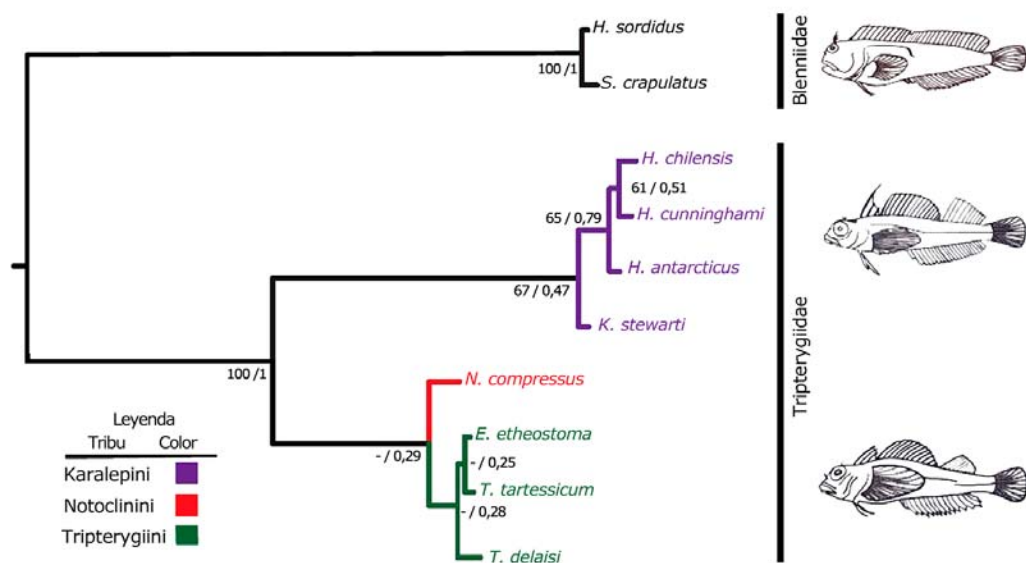 H. sordidus
100 /1
S. crapulatus
Blenniidae
H. chilensis
61 / 0,51
65 / 0,79
H. cunninghami
H. antarcticus
67 / 0,47
K. stewarti
Tripterygiidae
100 /1
N. compressus
E. etheostoma
- / 0,29
- / 0,25
T. tartessicum
- / 0,28
T. delaisi
Leyenda
Tribu Color
Karalepini
Notoclinini
Tripterygiini